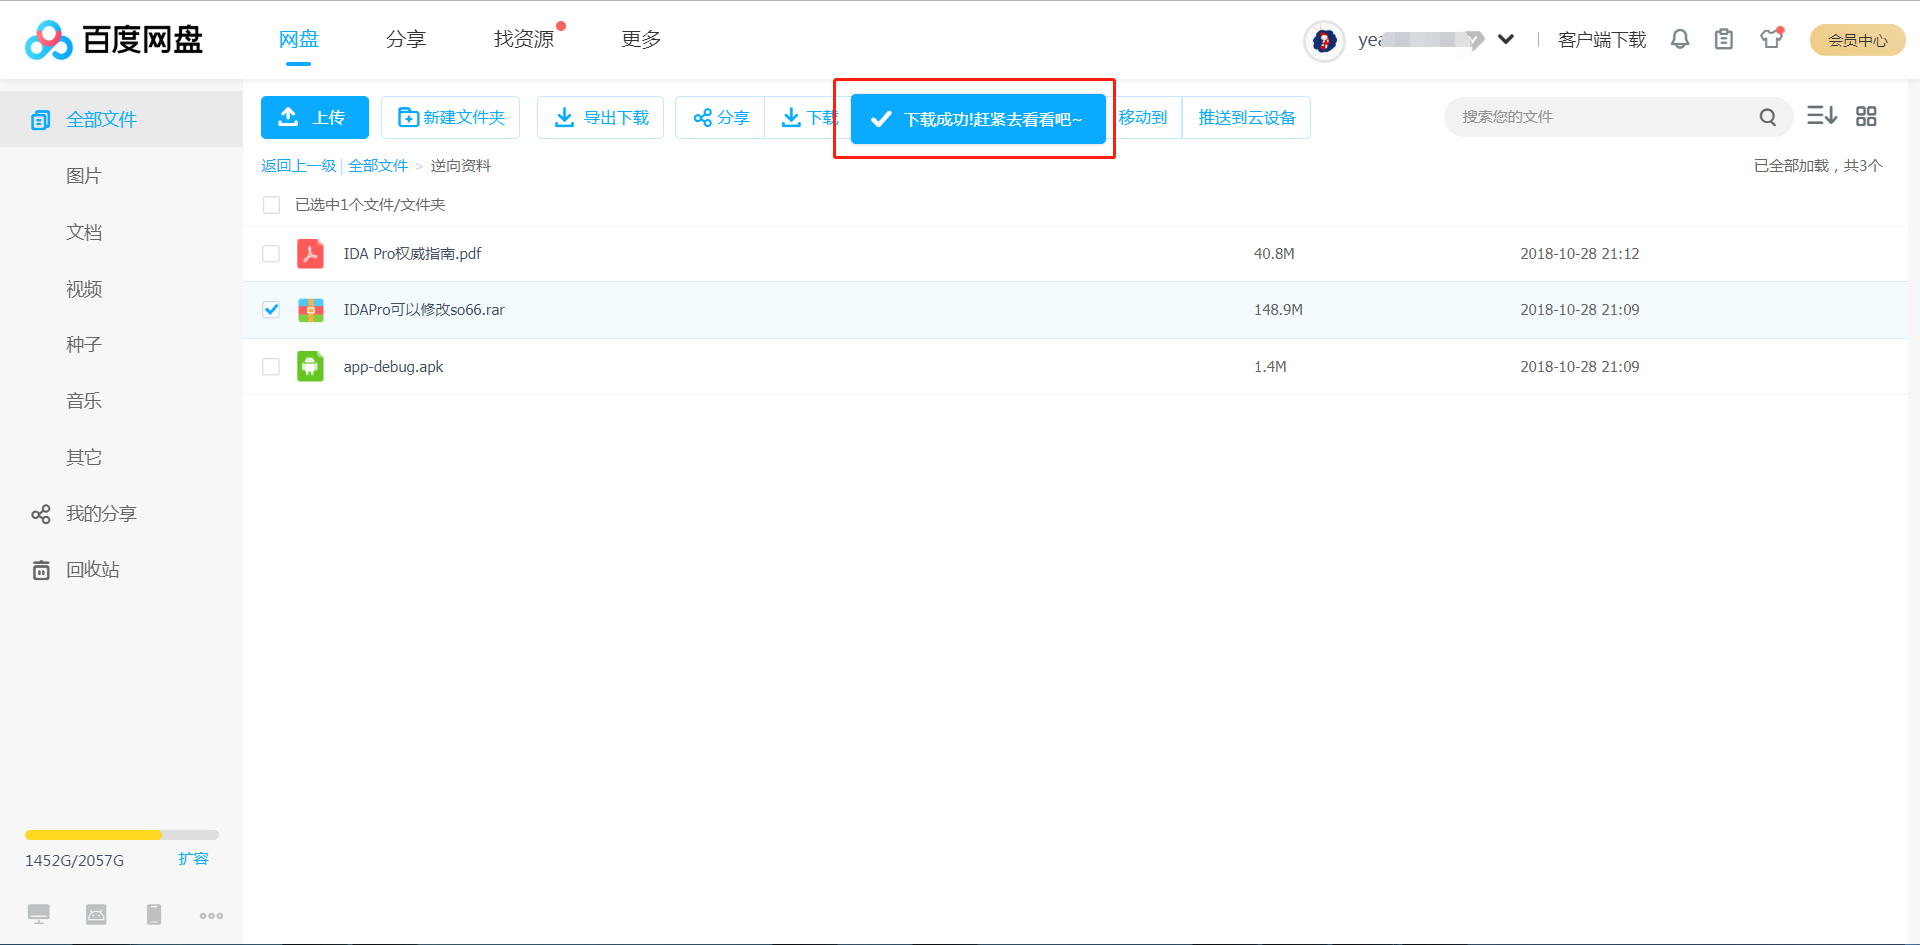 百度网盘 网盘 分享 找资源 更多 客户端下载 会员中心
全部文件
图片
文档
视频
种子
音乐
其它
我的分享
回收站
1452G/2057G 扩容
上传 新建文件夹 导出下载 分享 下载 下载成功!赶紧去看看吧~ 移动到 推送到云设备 搜索您的文件
返回上一级 | 全部文件 > 逆向资料 已全部加载，共3个
已选中1个文件/文件夹
IDA Pro权威指南.pdf 40.8M 2018-10-28 21:12
IDAPro可以修改so66.rar 148.9M 2018-10-28 21:09
app-debug.apk 1.4M 2018-10-28 21:09